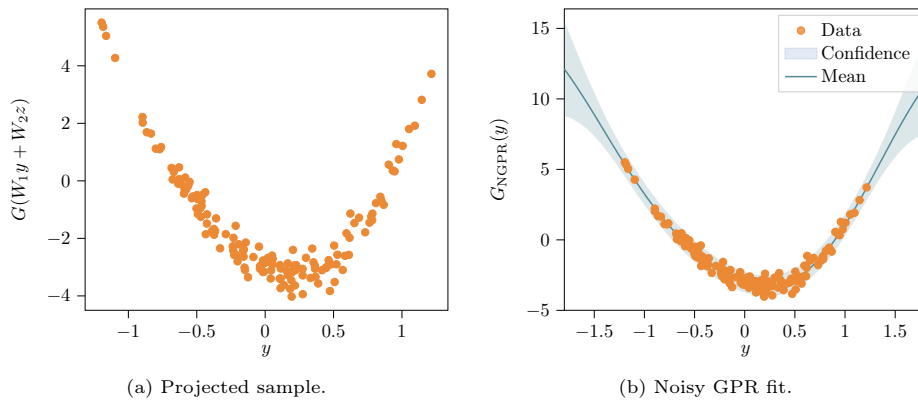 4
2
0
−2
−4
G(W₁y + W₂z)
−1
−0.5
0
0.5
1
y
(a) Projected sample.
15
10
5
0
−5
G_NGPR(y)
Data
Confidence
Mean
−1.5
−1
−0.5
0
0.5
1
1.5
y
(b) Noisy GPR fit.